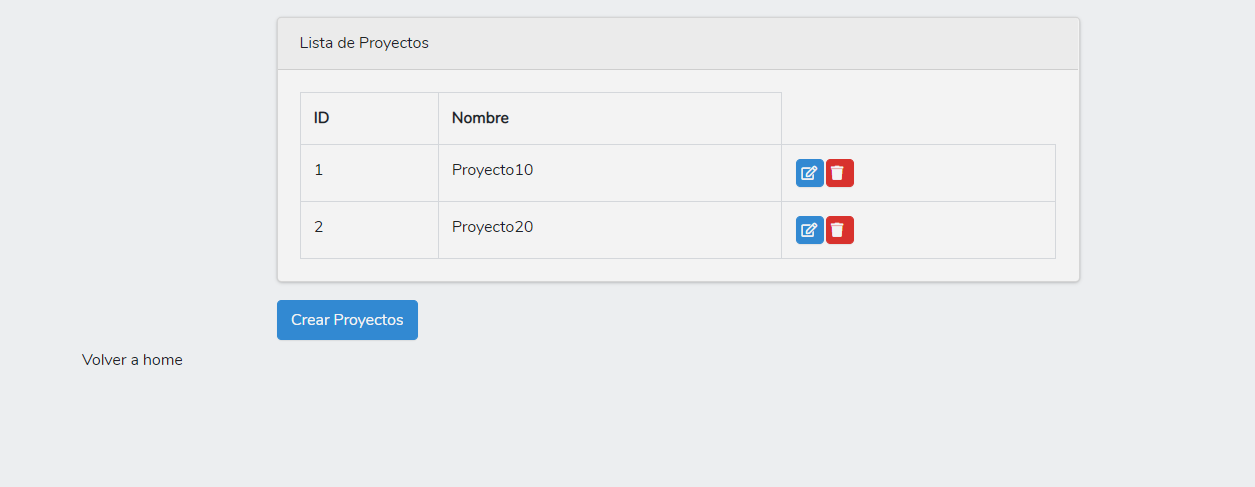 Lista de Proyectos
ID Nombre
1 Proyecto10
2 Proyecto20
Crear Proyectos
Volver a home